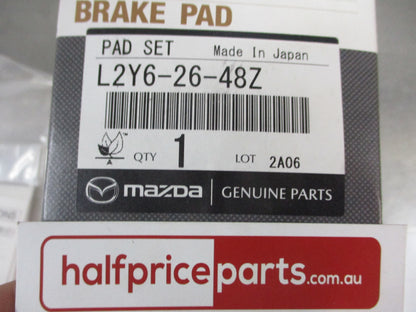 BRAKE PAD
PAD SET Made In Japan
L2Y6-26-48Z
A QTY 1 LOT 2A06
mazda GENUINE PARTS
halfpriceparts.com.au